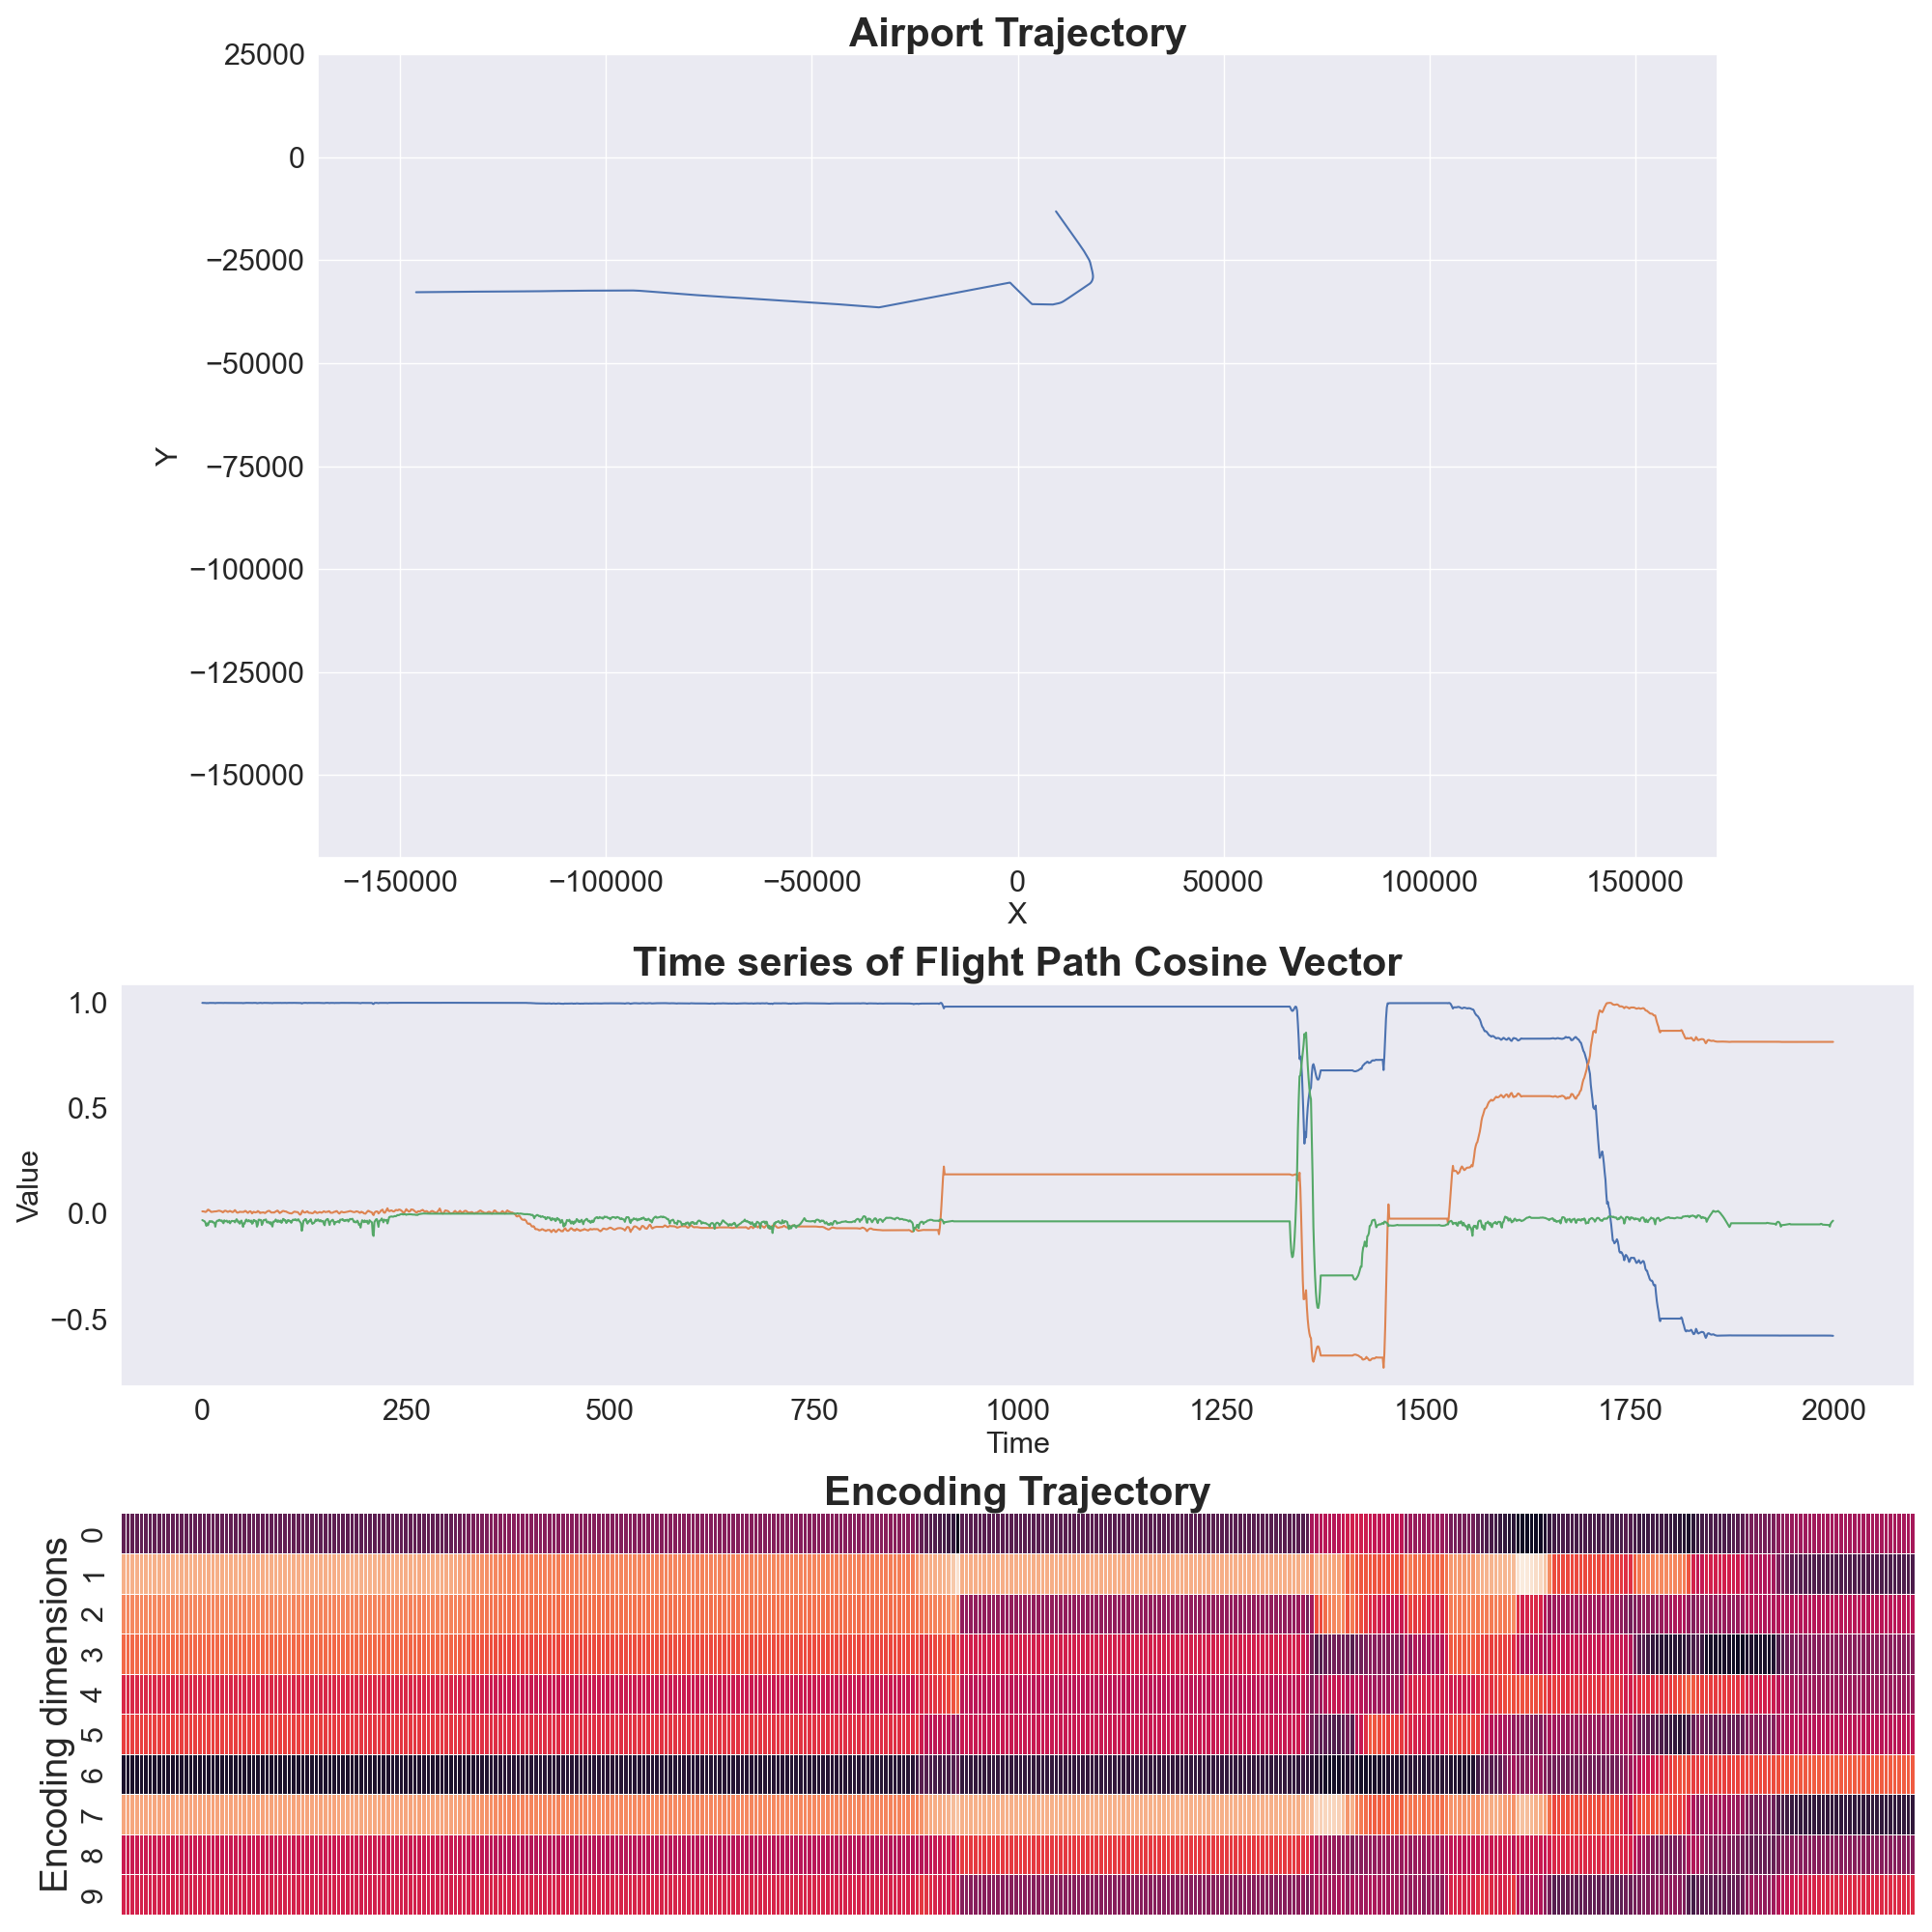 Airport Trajectory
25000
0
−25000
−50000
−75000
−100000
−125000
−150000
Y
−150000 −100000 −50000 0 50000 100000 150000
X
Time series of Flight Path Cosine Vector
1.0
0.5
0.0
−0.5
Value
0 250 500 750 1000 1250 1500 1750 2000
Time
Encoding Trajectory
Encoding dimensions
0
1
2
3
4
5
6
7
8
9